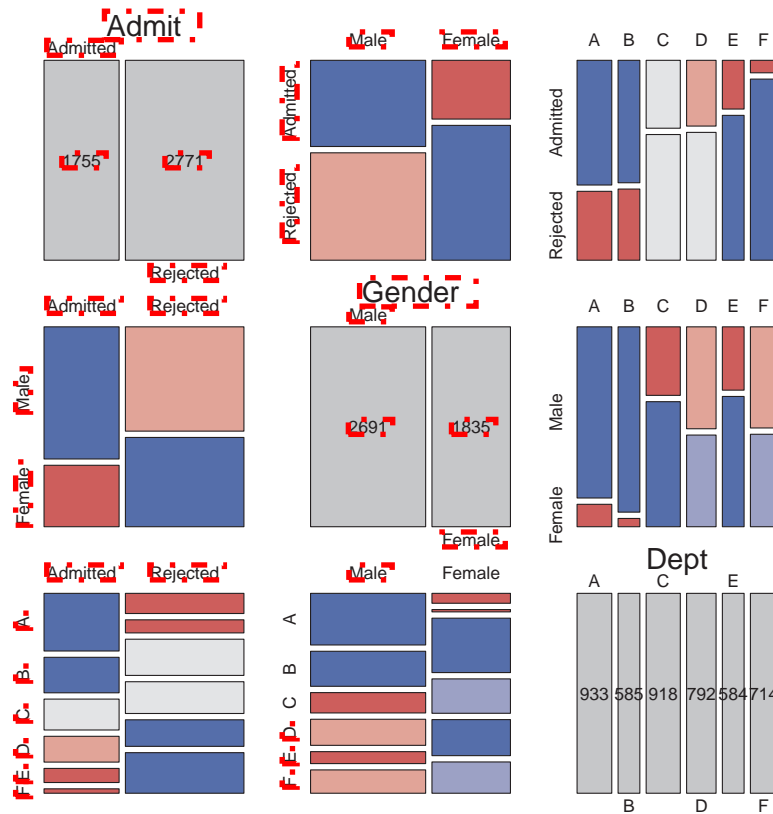 Admit
Admitted
Male Female A B C D E F
Admitted
Admitted
1755 2771
Rejected
Rejected
Rejected
Gender
Admitted Rejected
Male
A B C D E F
Male
Male
2691 1835
Female
Female
Female
Dept
Admitted Rejected Male Female A C E
A
A
B
B
933 585 918 792 584 714
C
C
D
D
E
E
F
F
B D F